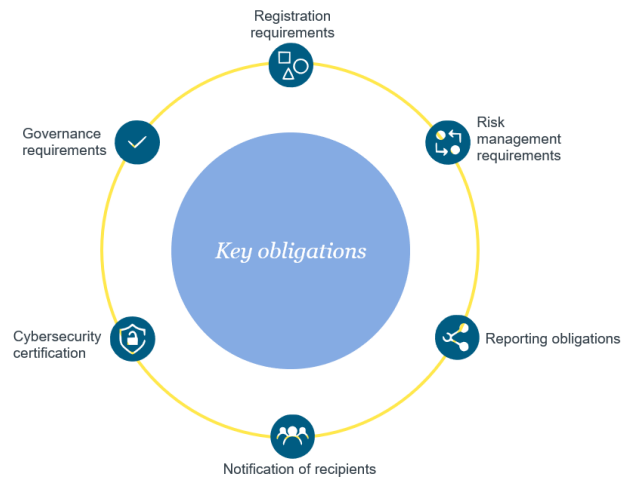 Registration
requirements
Governance
requirements
Risk
management
requirements
Key obligations
Cybersecurity
certification
Reporting obligations
Notification of recipients